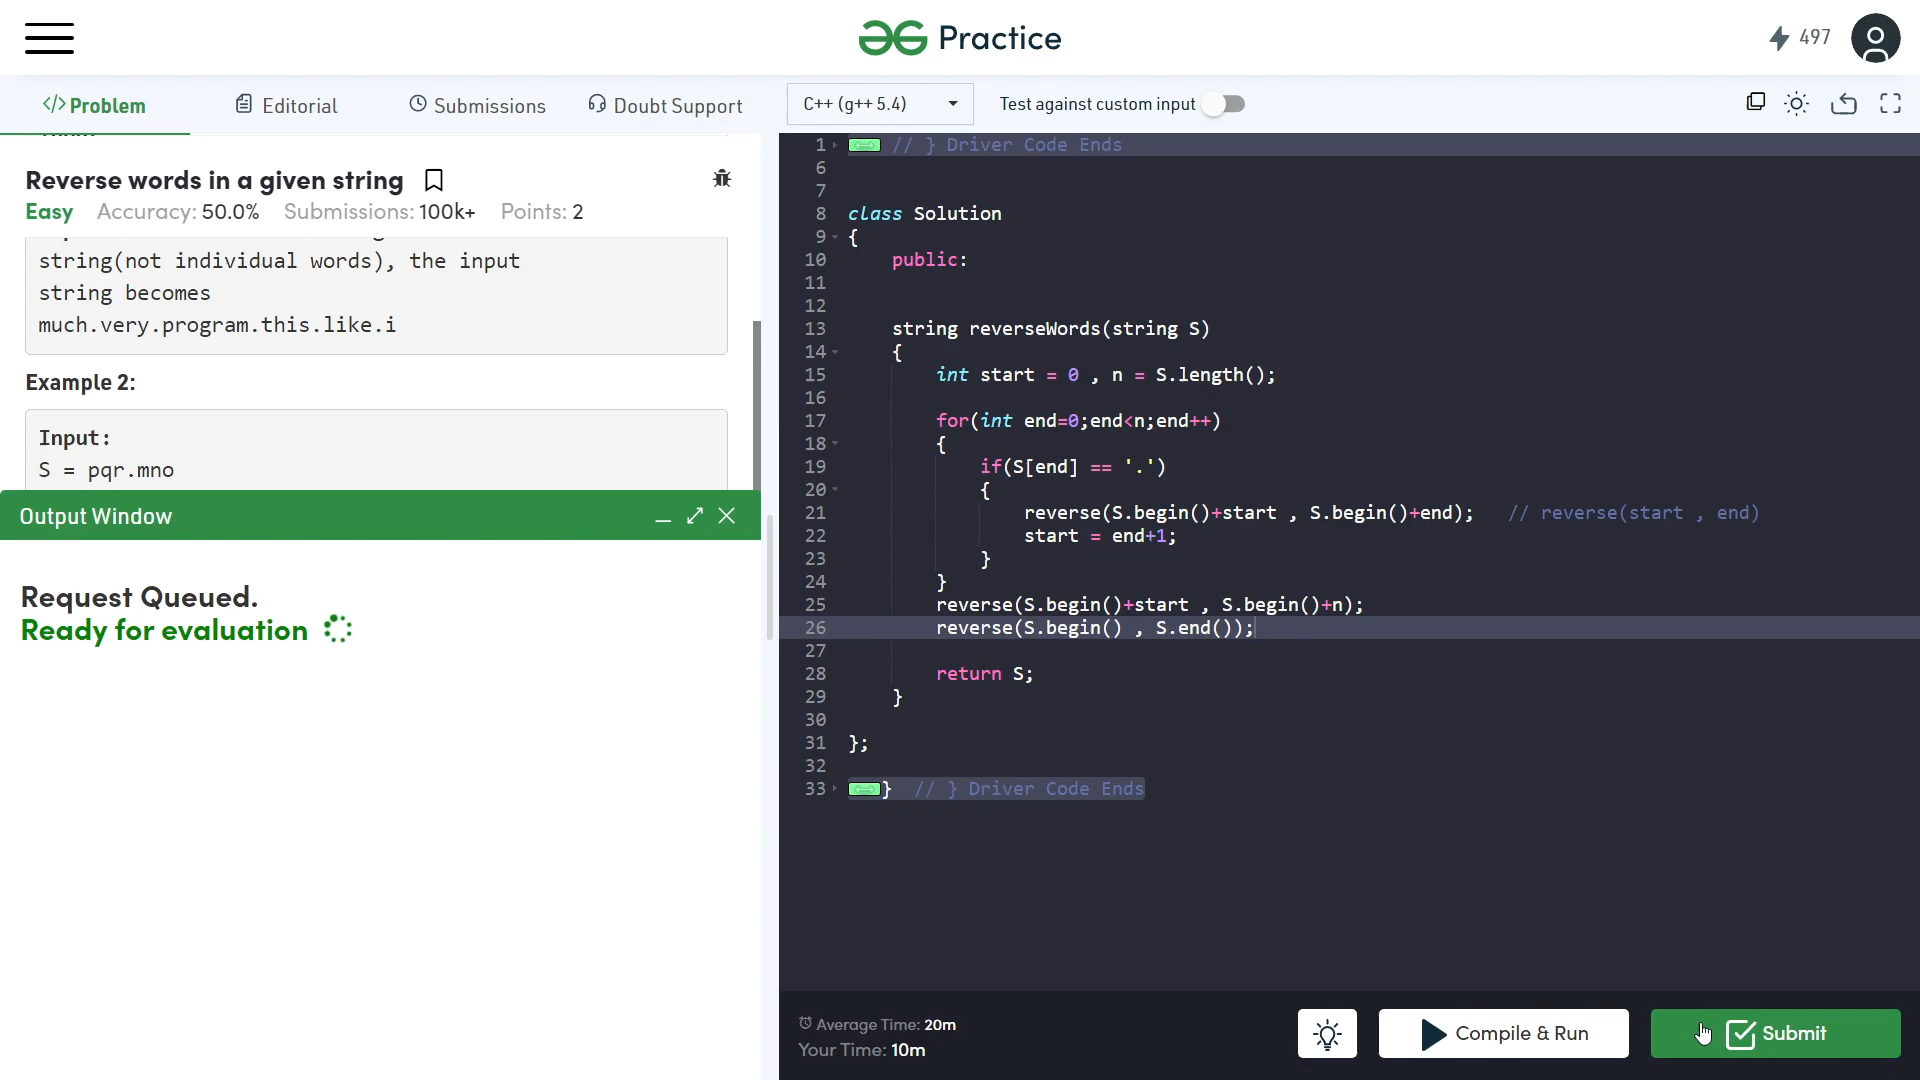 Practice
497
</>Problem
Editorial
Submissions
Doubt Support
C++ (g++ 5.4)
Test against custom input
Reverse words in a given string
Easy Accuracy: 50.0% Submissions: 100k+ Points: 2
string(not individual words), the input
string becomes
much.very.program.this.like.i
Example 2:
Input:
S = pqr.mno
Output Window
Request Queued.
Ready for evaluation
1 // } Driver Code Ends
6
7
8 class Solution
9 {
10 public:
11
12
13 string reverseWords(string S)
14 {
15 int start = 0 , n = S.length();
16
17 for(int end=0;end<n;end++)
18 {
19 if(S[end] == '.')
20 {
21 reverse(S.begin()+start , S.begin()+end); // reverse(start , end)
22 start = end+1;
23 }
24 }
25 reverse(S.begin()+start , S.begin()+n);
26 reverse(S.begin() , S.end());
27
28 return S;
29 }
30
31 };
32
33 } // } Driver Code Ends
Average Time: 20m
Your Time: 10m
Compile & Run
Submit